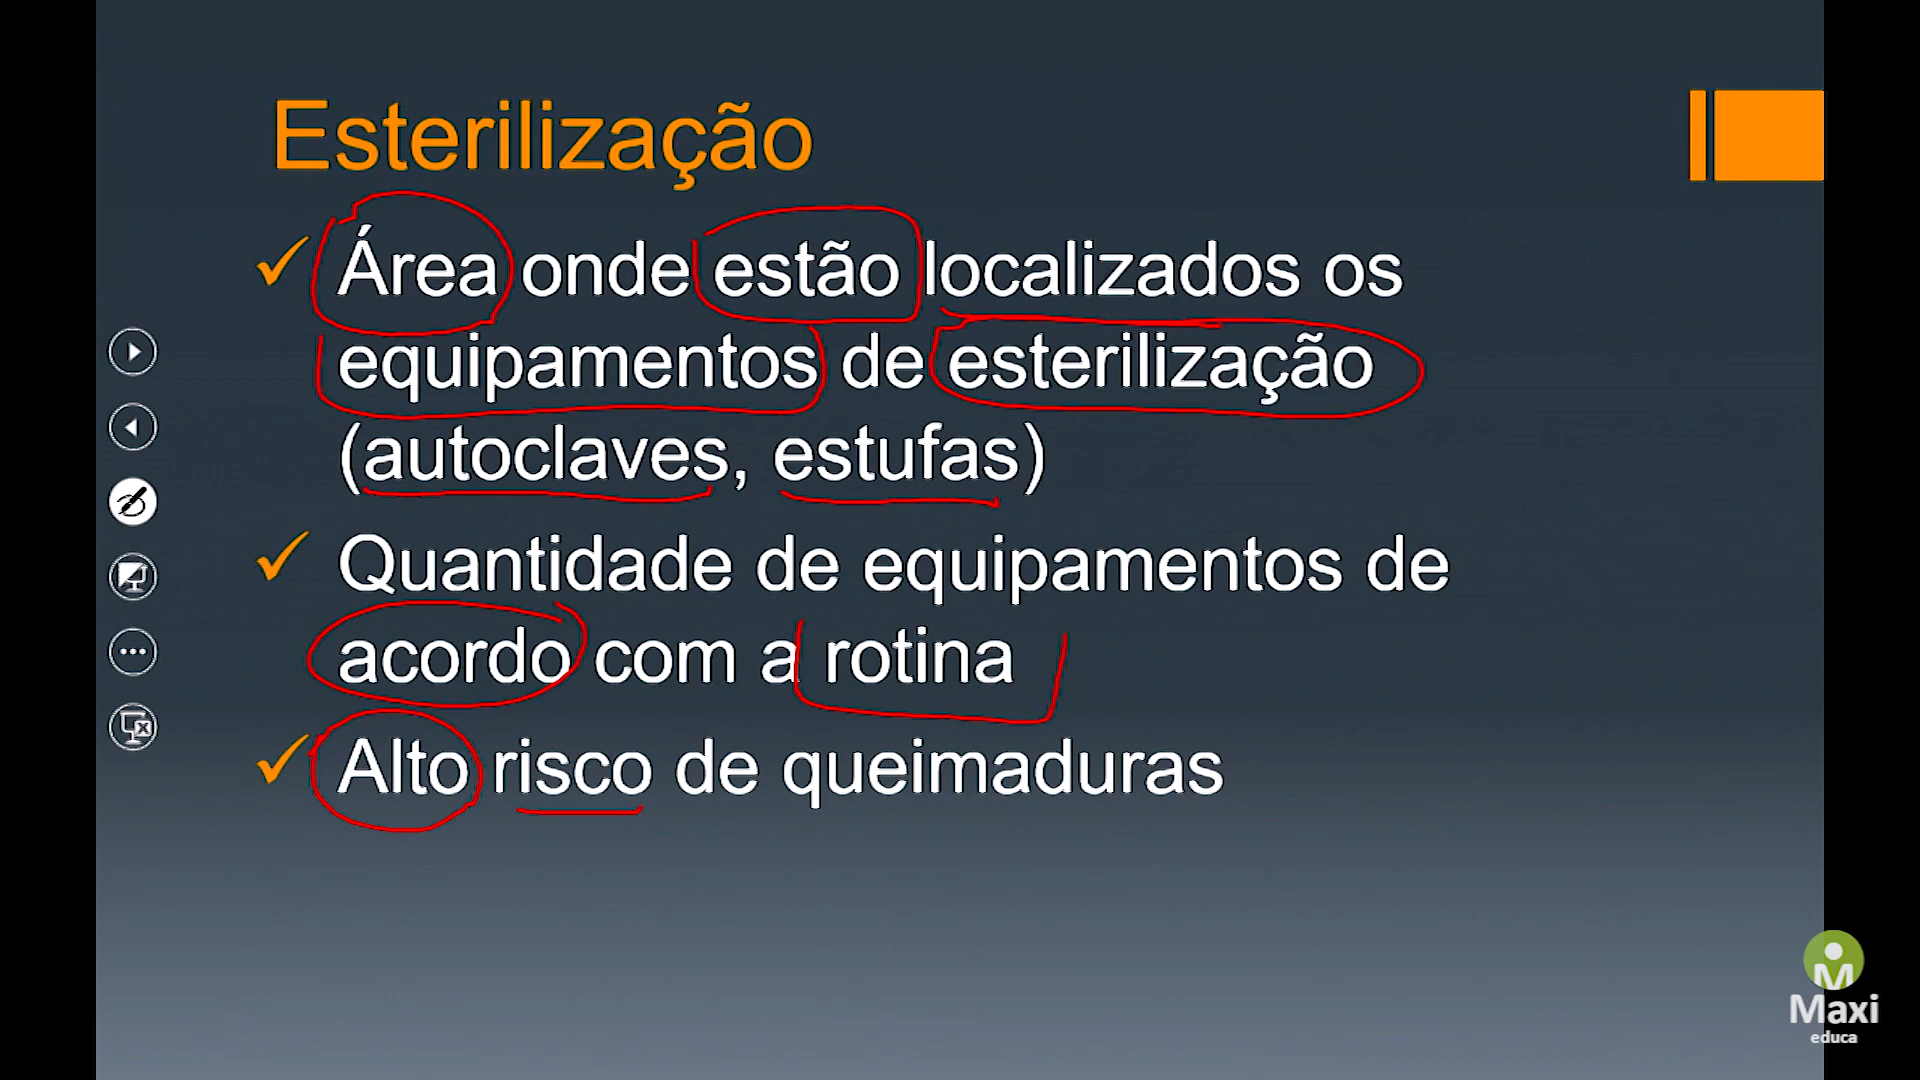 Esterilização
Área onde estão localizados os
equipamentos de esterilização
(autoclaves, estufas)
Quantidade de equipamentos de
acordo com a rotina
Alto risco de queimaduras
M
Maxi
educa